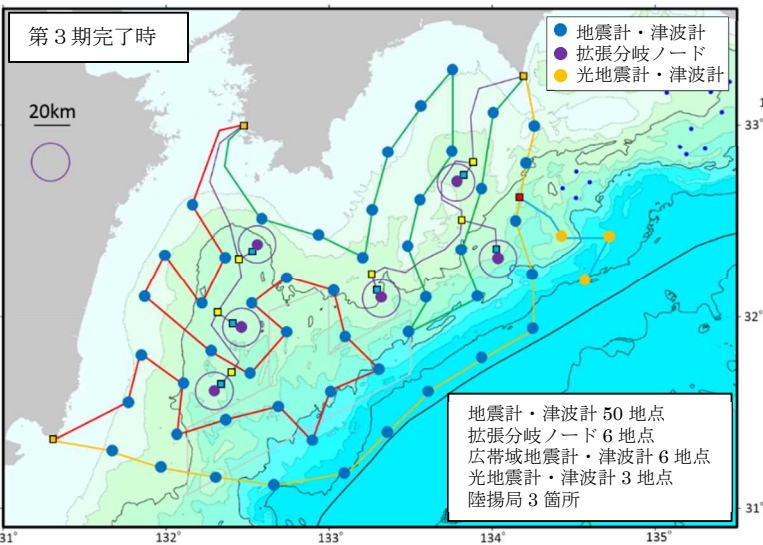 第３期完了時
地震計・津波計
拡張分岐ノード
光地震計・津波計
20km
1
33°
33°
32°
32°
地震計・津波計 50 地点
拡張分岐ノード 6 地点
広帯域地震計・津波計 6 地点
光地震計・津波計 3 地点
陸揚局 3 箇所
31°
31°
131°
132°
133°
134°
135°